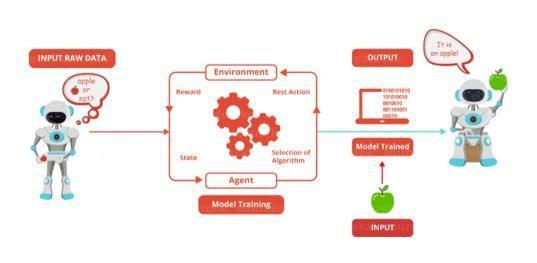 INPUT RAW DATA
apple
or
not?
Environment
Reward
Best Action
State
Selection of
Algorithm
Agent
Model Training
OUTPUT
0100101010
101010010
0010010
001101001
00010
Model Trained
INPUT
It is
an apple!